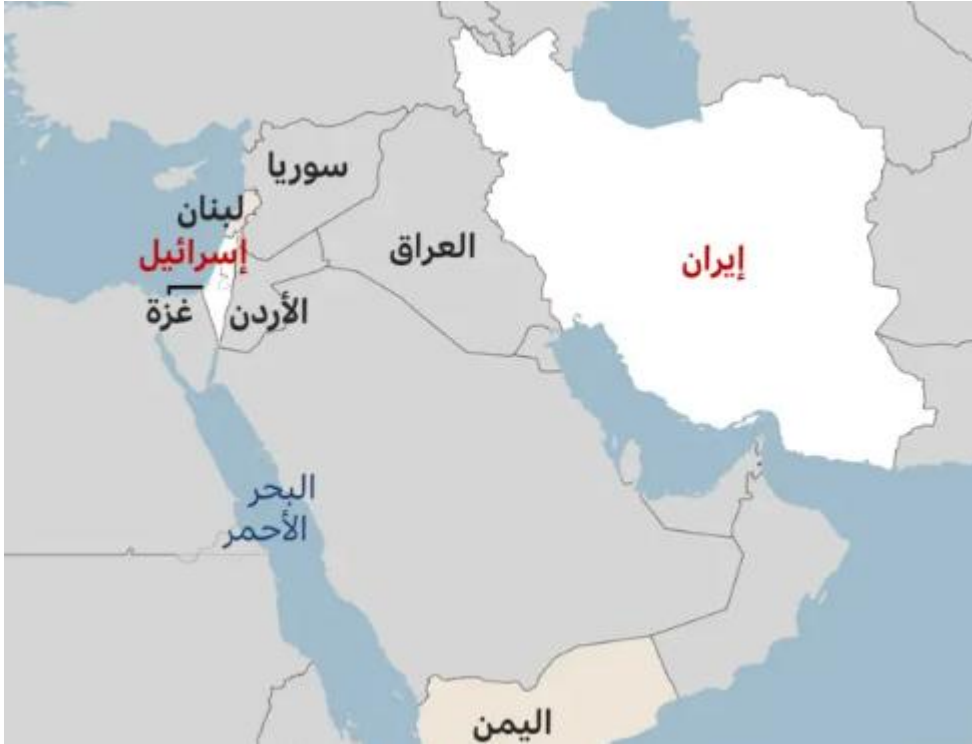 سوريا
لبنان
إسرائيل
العراق
إيران
غزة
الأردن
البحر
الأحمر
اليمن